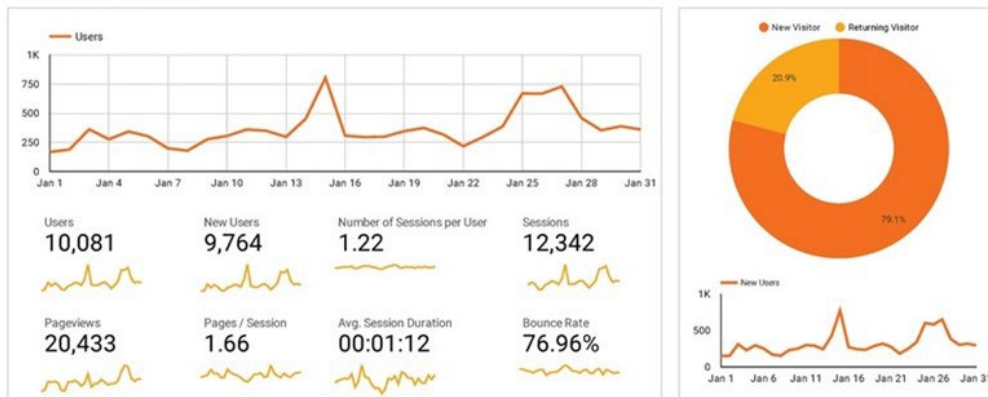 Users
1K
750
500
250
0
Jan 1 Jan 4 Jan 7 Jan 10 Jan 13 Jan 16 Jan 19 Jan 22 Jan 25 Jan 28 Jan 31
Users New Users Number of Sessions per User Sessions
10,081 9,764 1.22 12,342
Pageviews Pages / Session Avg. Session Duration Bounce Rate
20,433 1.66 00:01:12 76.96%
New Visitor Returning Visitor
20.9%
79.1%
New Users
1K
500
0
Jan 1 Jan 6 Jan 11 Jan 16 Jan 21 Jan 26 Jan 31